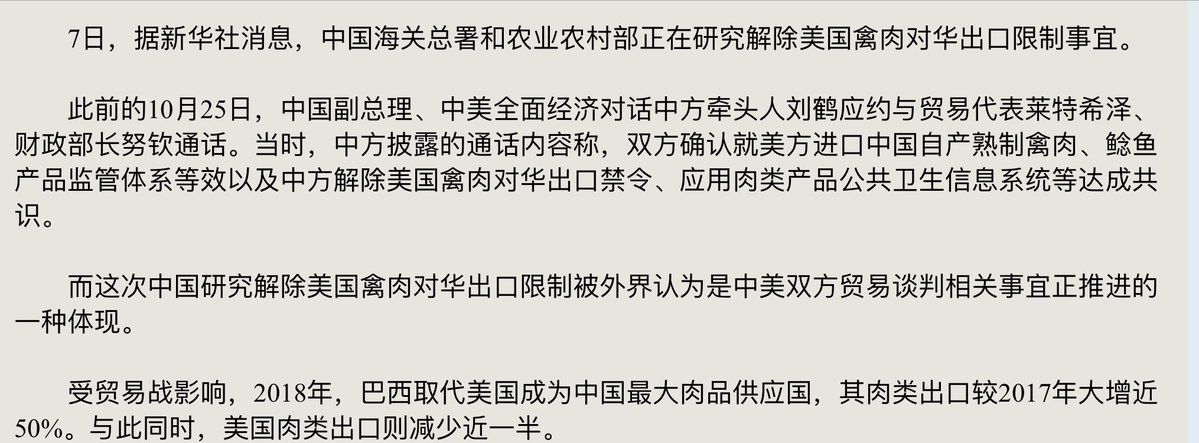 7日，据新华社消息，中国海关总署和农业农村部正在研究解除美国禽肉对华出口限制事宜。
此前的10月25日，中国副总理、中美全面经济对话中方牵头人刘鹤应约与贸易代表莱特希泽、
财政部长努钦通话。当时，中方披露的通话内容称，双方确认就美方进口中国自产熟制禽肉、鲶鱼
产品监管体系等效以及中方解除美国禽肉对华出口禁令、应用肉类产品公共卫生信息系统等达成共
识。
而这次中国研究解除美国禽肉对华出口限制被外界认为是中美双方贸易谈判相关事宜正推进的
一种体现。
受贸易战影响，2018年，巴西取代美国成为中国最大肉品供应国，其肉类出口较2017年大增近
50%。与此同时，美国肉类出口则减少近一半。